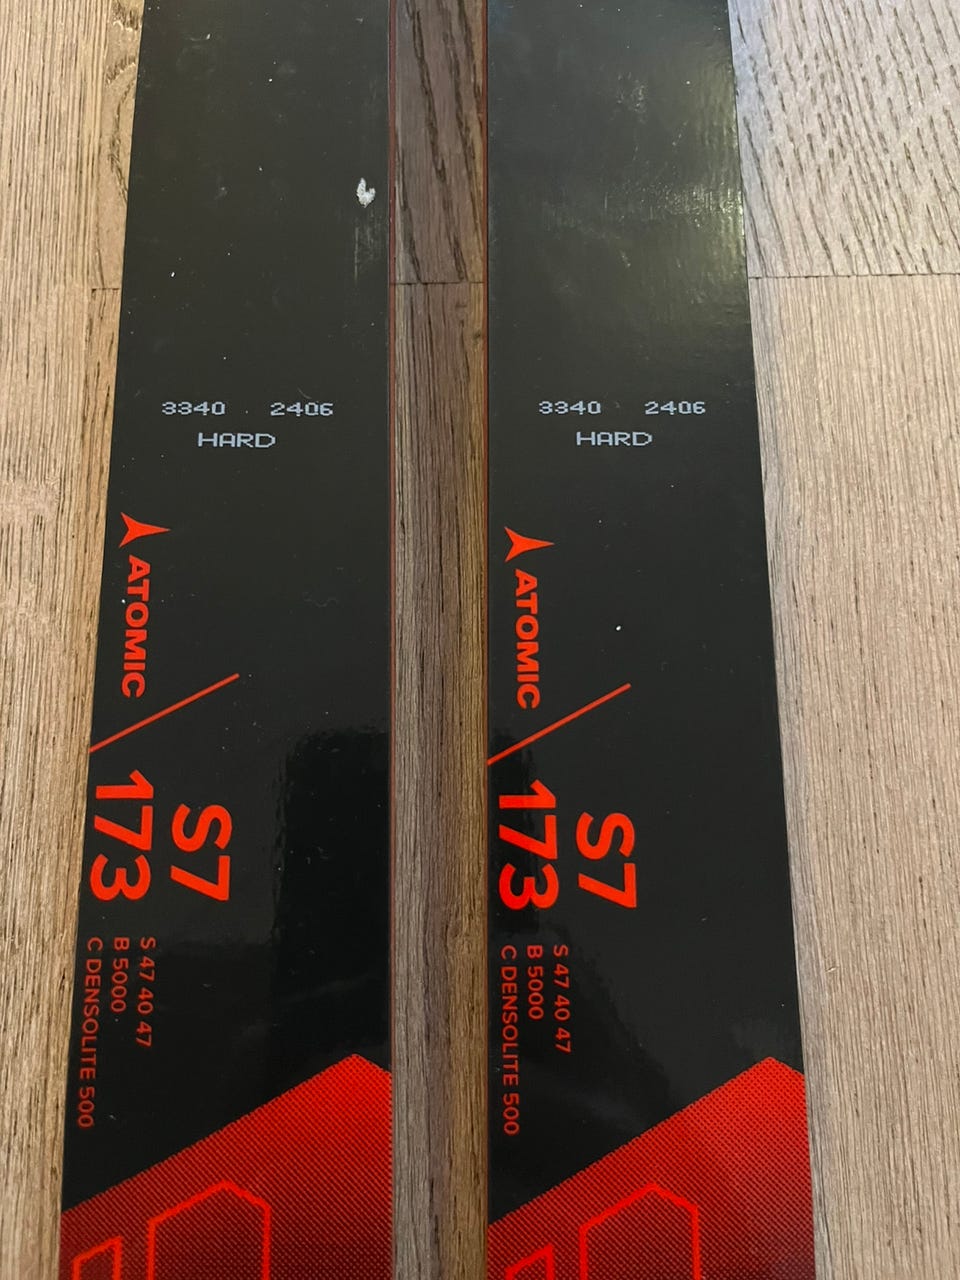 3340 2406
HARD
ATOMIC
S7
173
S 47 40 47
B 5000
C DENSOLITE 500
3340 2406
HARD
ATOMIC
S7
173
S 47 40 47
B 5000
C DENSOLITE 500